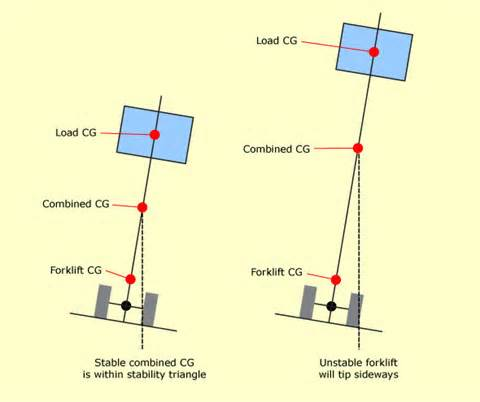 Load CG
Combined CG
Forklift CG
Stable combined CG
is within stability triangle
Load CG
Combined CG
Forklift CG
Unstable forklift
will tip sideways